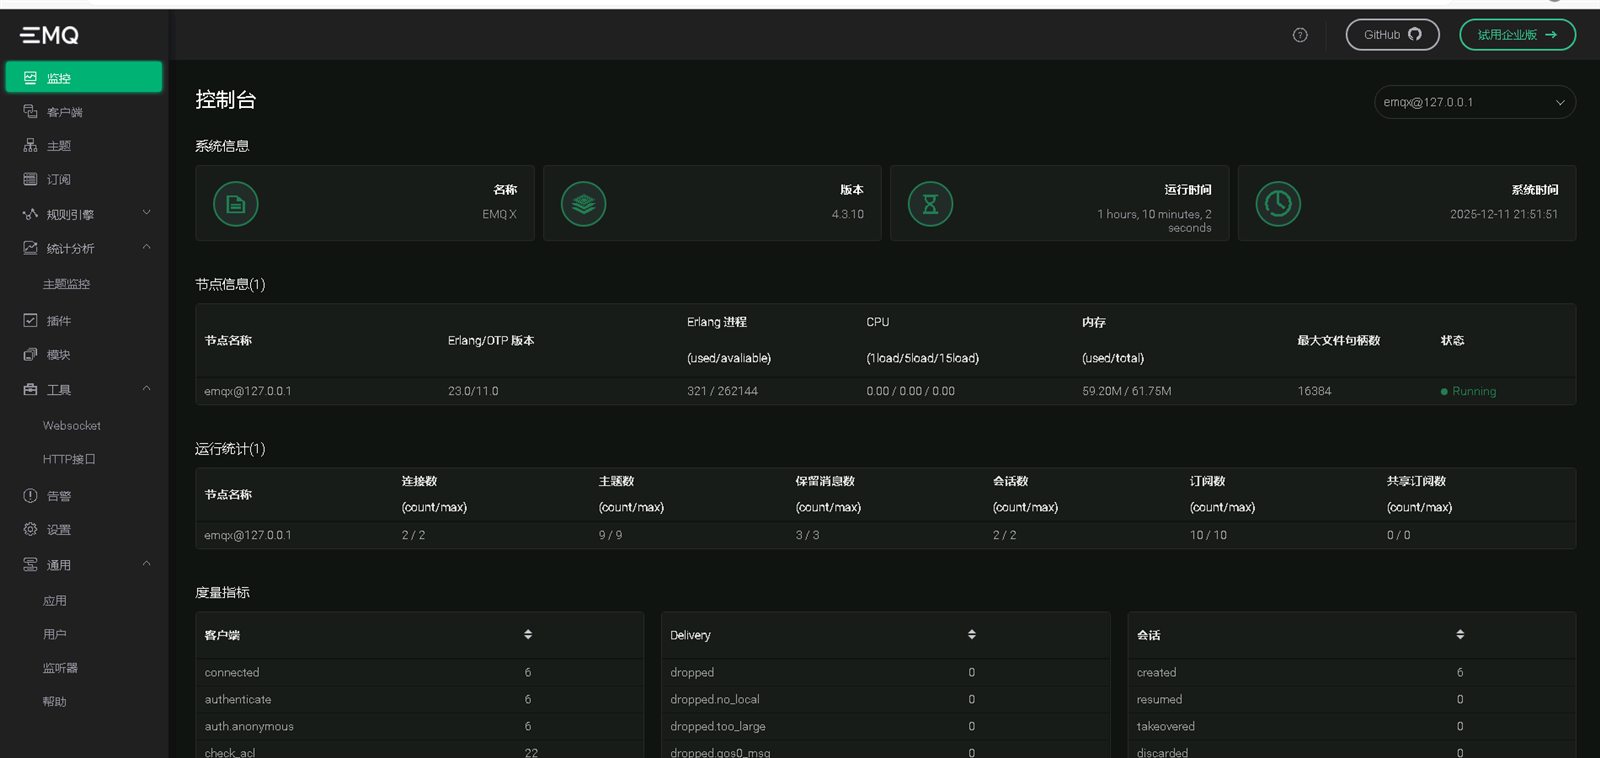 EMQ
GitHub
试用企业版 →
监控
客户端
主题
订阅
规则引擎
统计分析
主题监控
插件
模块
工具
Websocket
HTTP接口
告警
设置
通用
应用
用户
监听器
帮助
控制台
emqx@127.0.0.1
系统信息
名称
EMQ X
版本
4.3.10
运行时间
1 hours, 10 minutes, 2
seconds
系统时间
2025-12-11 21:51:51
节点信息(1)
节点名称 Erlang/OTP 版本 Erlang 进程 (used/avaliable) CPU (1load/5load/15load) 内存 (used/total) 最大文件句柄数 状态
emqx@127.0.0.1 23.0/11.0 321 / 262144 0.00 / 0.00 / 0.00 59.20M / 61.75M 16384 Running
运行统计(1)
节点名称 连接数 (count/max) 主题数 (count/max) 保留消息数 (count/max) 会话数 (count/max) 订阅数 (count/max) 共享订阅数 (count/max)
emqx@127.0.0.1 2 / 2 9 / 9 3 / 3 2 / 2 10 / 10 0 / 0
度量指标
客户端
connected 6
authenticate 6
auth.anonymous 6
check_acl 22
Delivery
dropped 0
dropped.no_local 0
dropped.too_large 0
dropped.qos0_msg 0
会话
created 6
resumed 0
takeovered 0
discarded 0